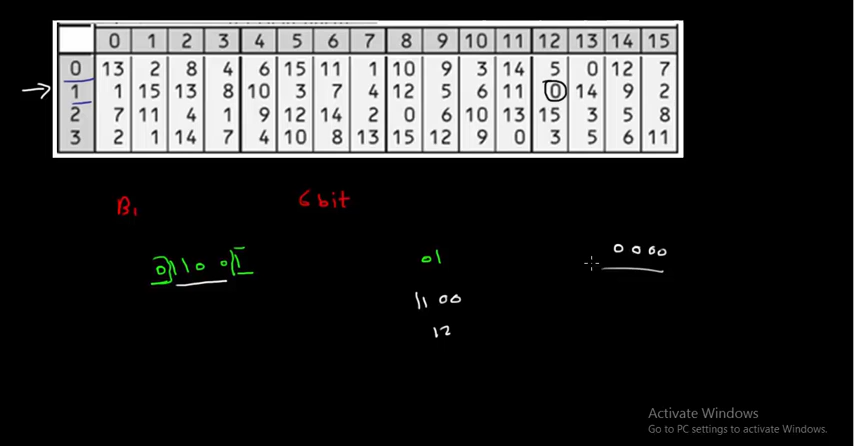 0 1 2 3 4 5 6 7 8 9 10 11 12 13 14 15
0 13 2 8 4 6 15 11 1 10 9 3 14 5 0 12 7
1 1 15 13 8 10 3 7 4 12 5 6 11 0 14 9 2
2 7 11 4 1 9 12 14 2 0 6 10 13 15 3 5 8
3 2 1 14 7 4 10 8 13 15 12 9 0 3 5 6 11
B1 6 bit
011001 01 0000
1100
12
Activate Windows
Go to PC settings to activate Windows.